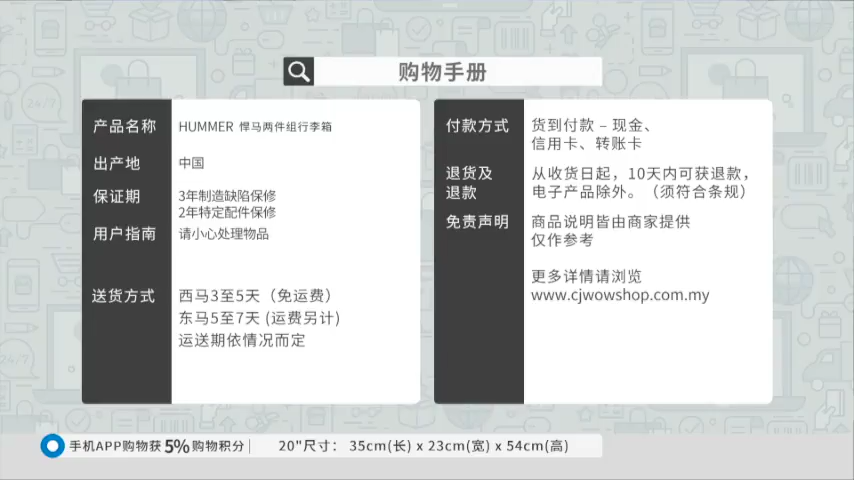 购物手册
产品名称 HUMMER 悍马两件组行李箱
出产地 中国
保证期 3年制造缺陷保修
2年特定配件保修
用户指南 请小心处理物品
送货方式 西马3至5天（免运费）
东马5至7天 (运费另计)
运送期依情况而定
付款方式 货到付款 – 现金、
信用卡、转账卡
退货及 从收货日起，10天内可获退款，
退款 电子产品除外。（须符合条规）
免责声明 商品说明皆由商家提供
仅作参考
更多详情请浏览
www.cjwowshop.com.my
手机APP购物获 5% 购物积分 20"尺寸： 35cm(长) x 23cm(宽) x 54cm(高)
24/7
24/7